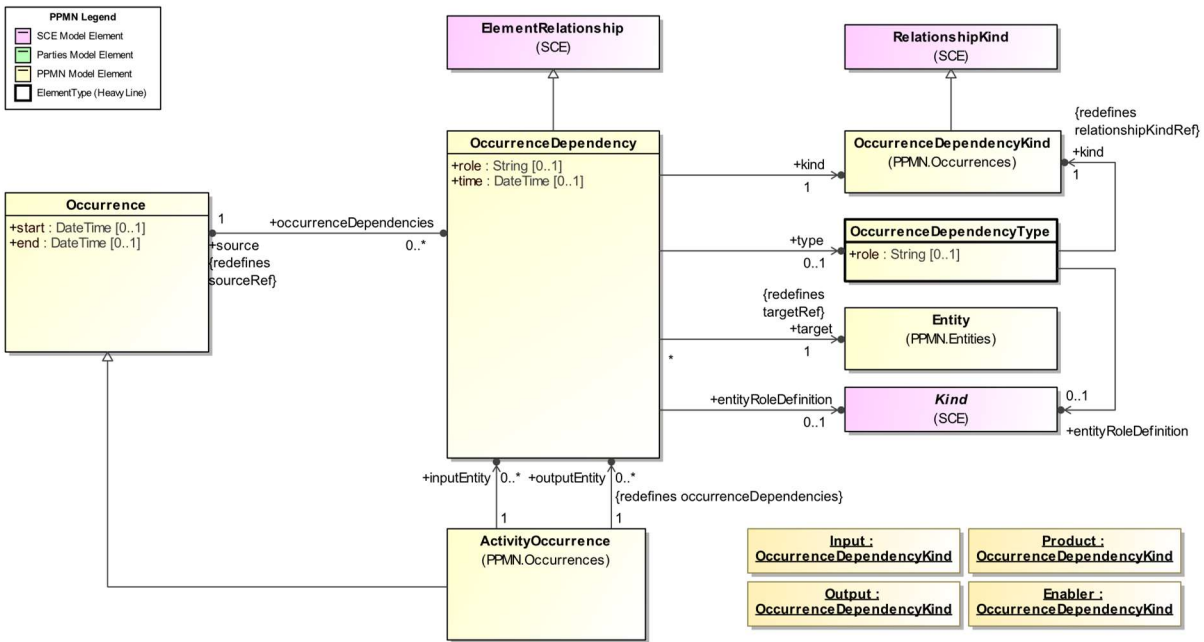 PPMN Legend
SCE Model Element
Parties Model Element
PPMN Model Element
ElementType (Heavy Line)
ElementRelationship
(SCE)
RelationshipKind
(SCE)
{redefines
relationshipKindRef}
+kind
1
OccurrenceDependency
+role : String [0..1]
+time : DateTime [0..1]
OccurrenceDependencyKind
(PPMN.Occurrences)
+kind
1
Occurrence
+start : DateTime [0..1]
+end : DateTime [0..1]
1
+occurrenceDependencies
+source
0..*
{redefines
sourceRef}
OccurrenceDependencyType
+role : String [0..1]
+type
0..1
{redefines
targetRef}
+target
1
*
Entity
(PPMN.Entities)
+entityRoleDefinition
0..1
Kind
(SCE)
0..1
+entityRoleDefinition
+inputEntity
0..*
+outputEntity
0..*
{redefines occurrenceDependencies}
1
1
ActivityOccurrence
(PPMN.Occurrences)
Input :
OccurrenceDependencyKind
Product :
OccurrenceDependencyKind
Output :
OccurrenceDependencyKind
Enabler :
OccurrenceDependencyKind